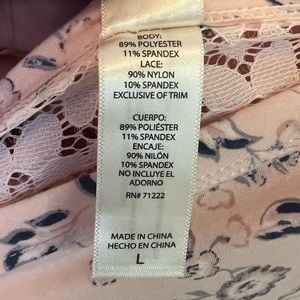 BODY:
89% POLYESTER
11% SPANDEX
LACE:
90% NYLON
10% SPANDEX
EXCLUSIVE OF TRIM
CUERPO:
89% POLIÉSTER
11% SPANDEX
ENCAJE:
90% NILÓN
10% SPANDEX
NO INCLUYE EL
ADORNO
RN# 71222
MADE IN CHINA
HECHO EN CHINA
L